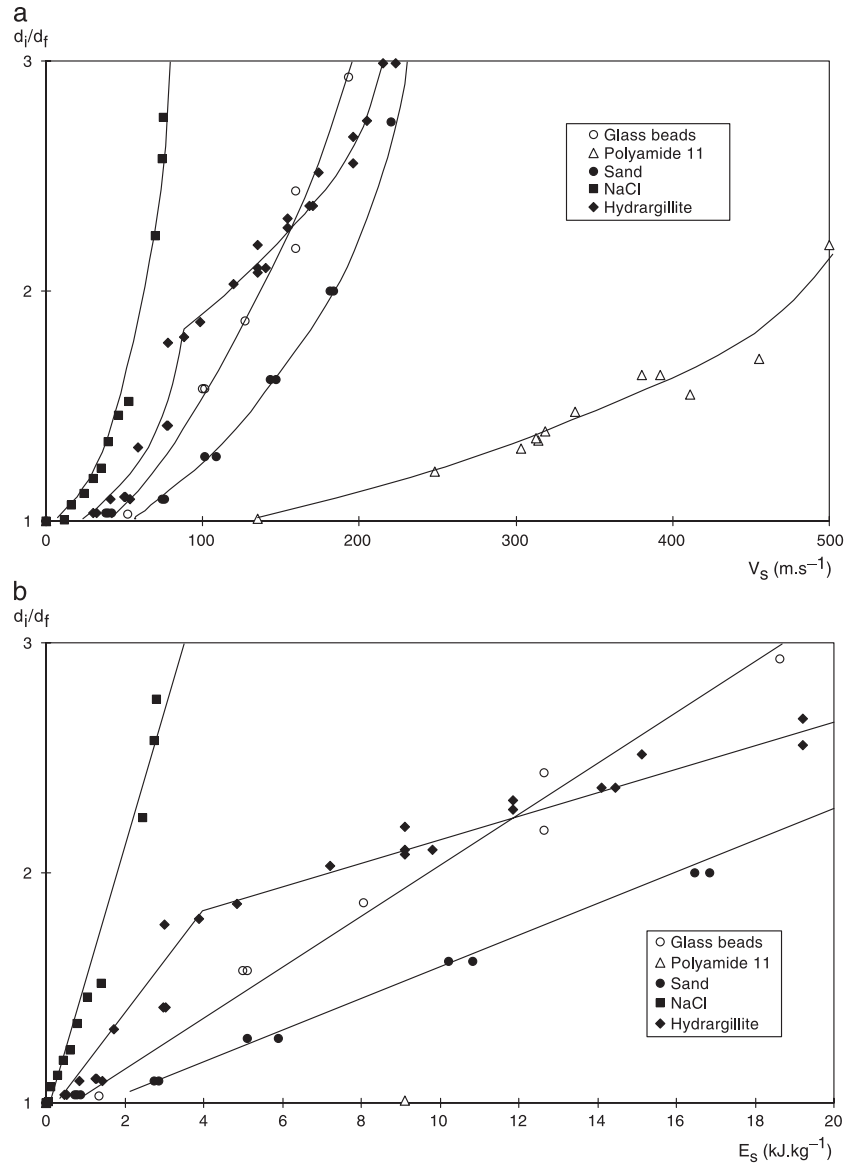 a
di/df
3
Glass beads
Polyamide 11
Sand
NaCl
Hydrargillite
2
1
0
100
200
300
400
500
Vs (m.s–1)
b
di/df
3
2
Glass beads
Polyamide 11
Sand
NaCl
Hydrargillite
1
0
2
4
6
8
10
12
14
16
18
20
Es (kJ.kg–1)